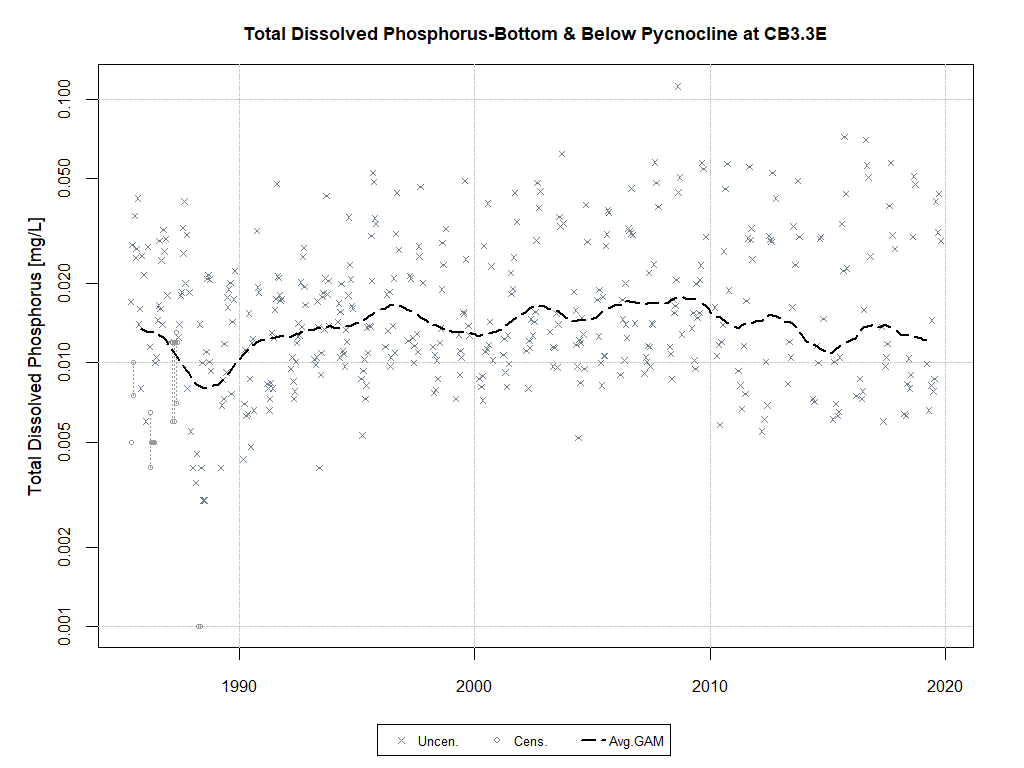 Total Dissolved Phosphorus-Bottom & Below Pycnocline at CB3.3E
Total Dissolved Phosphorus [mg/L]
0.100
0.050
0.020
0.010
0.005
0.002
0.001
1990 2000 2010 2020
Uncen. Cens. Avg.GAM